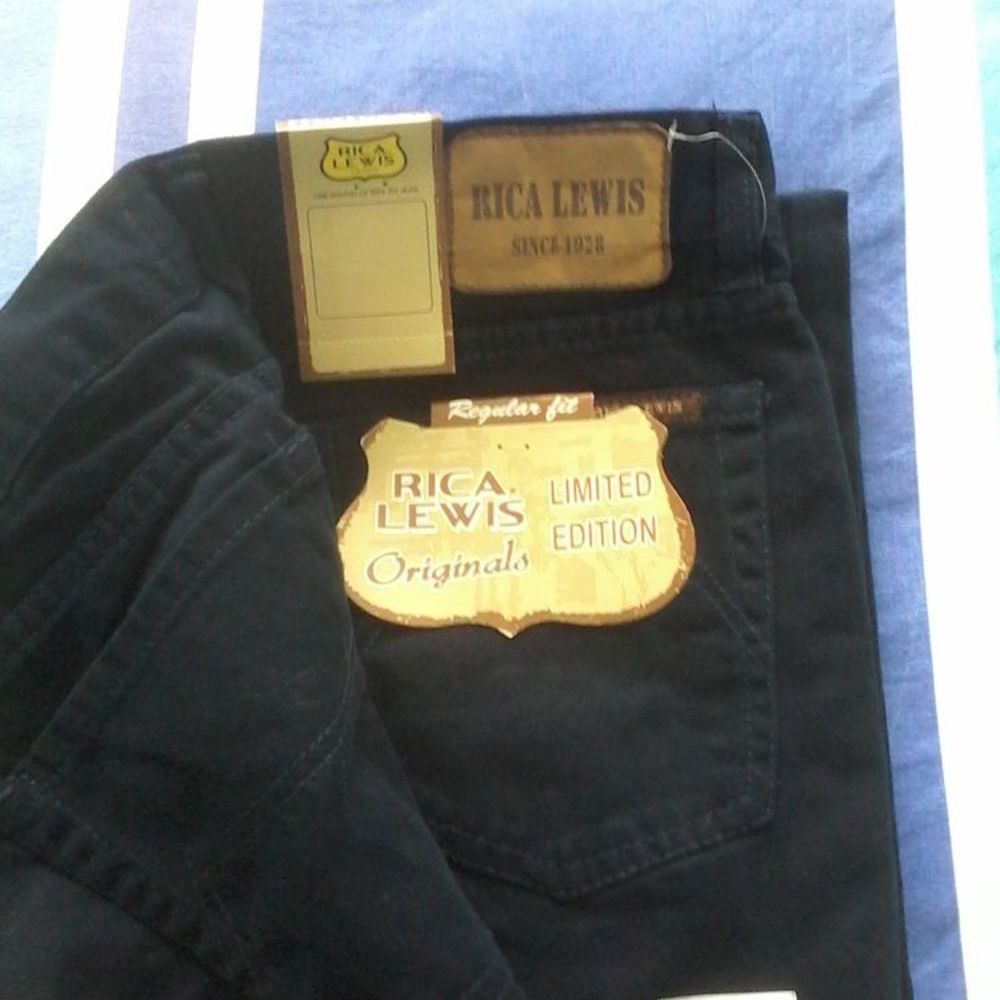 RICA
LEWIS
RICA LEWIS
SINCE 1928
Regular fit
RICA
LEWIS
Originals
LIMITED
EDITION